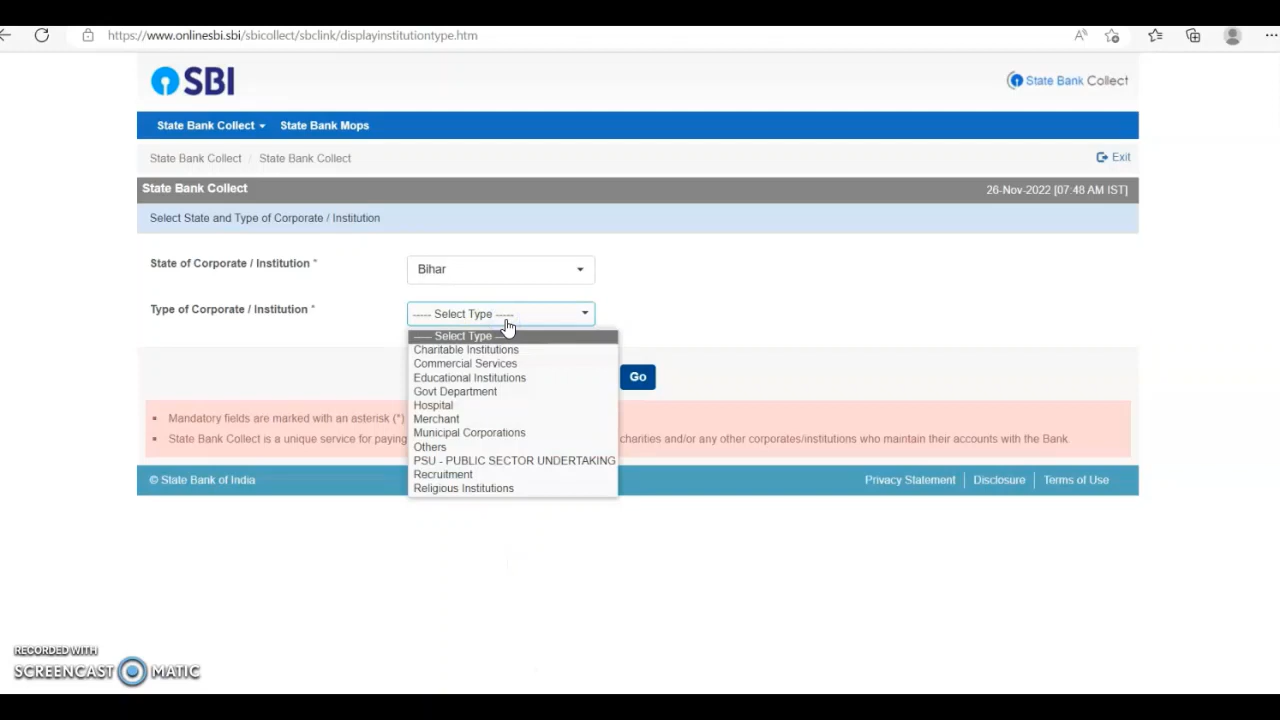 https://www.onlinesbi.sbi/sbicollect/sbclink/displayinstitutiontype.htm
SBI
State Bank Collect
State Bank Collect State Bank Mops
State Bank Collect / State Bank Collect
Exit
State Bank Collect
26-Nov-2022 [07:48 AM IST]
Select State and Type of Corporate / Institution
State of Corporate / Institution *
Bihar
Type of Corporate / Institution *
----- Select Type -----
----- Select Type --
Charitable Institutions
Commercial Services
Educational Institutions
Govt Department
Hospital
Merchant
Municipal Corporations
Others
PSU - PUBLIC SECTOR UNDERTAKING
Recruitment
Religious Institutions
Go
Mandatory fields are marked with an asterisk (*)
State Bank Collect is a unique service for paying charities and/or any other corporates/institutions who maintain their accounts with the Bank.
© State Bank of India
Privacy Statement | Disclosure | Terms of Use
RECORDED WITH
SCREENCAST MATIC